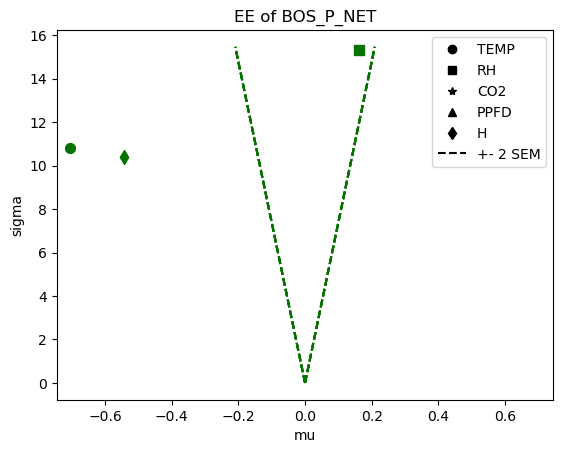 EE of BOS_P_NET
16
14
12
10
8
6
4
2
0
sigma
TEMP
RH
CO2
PPFD
H
+- 2 SEM
−0.6
−0.4
−0.2
0.0
0.2
0.4
0.6
mu